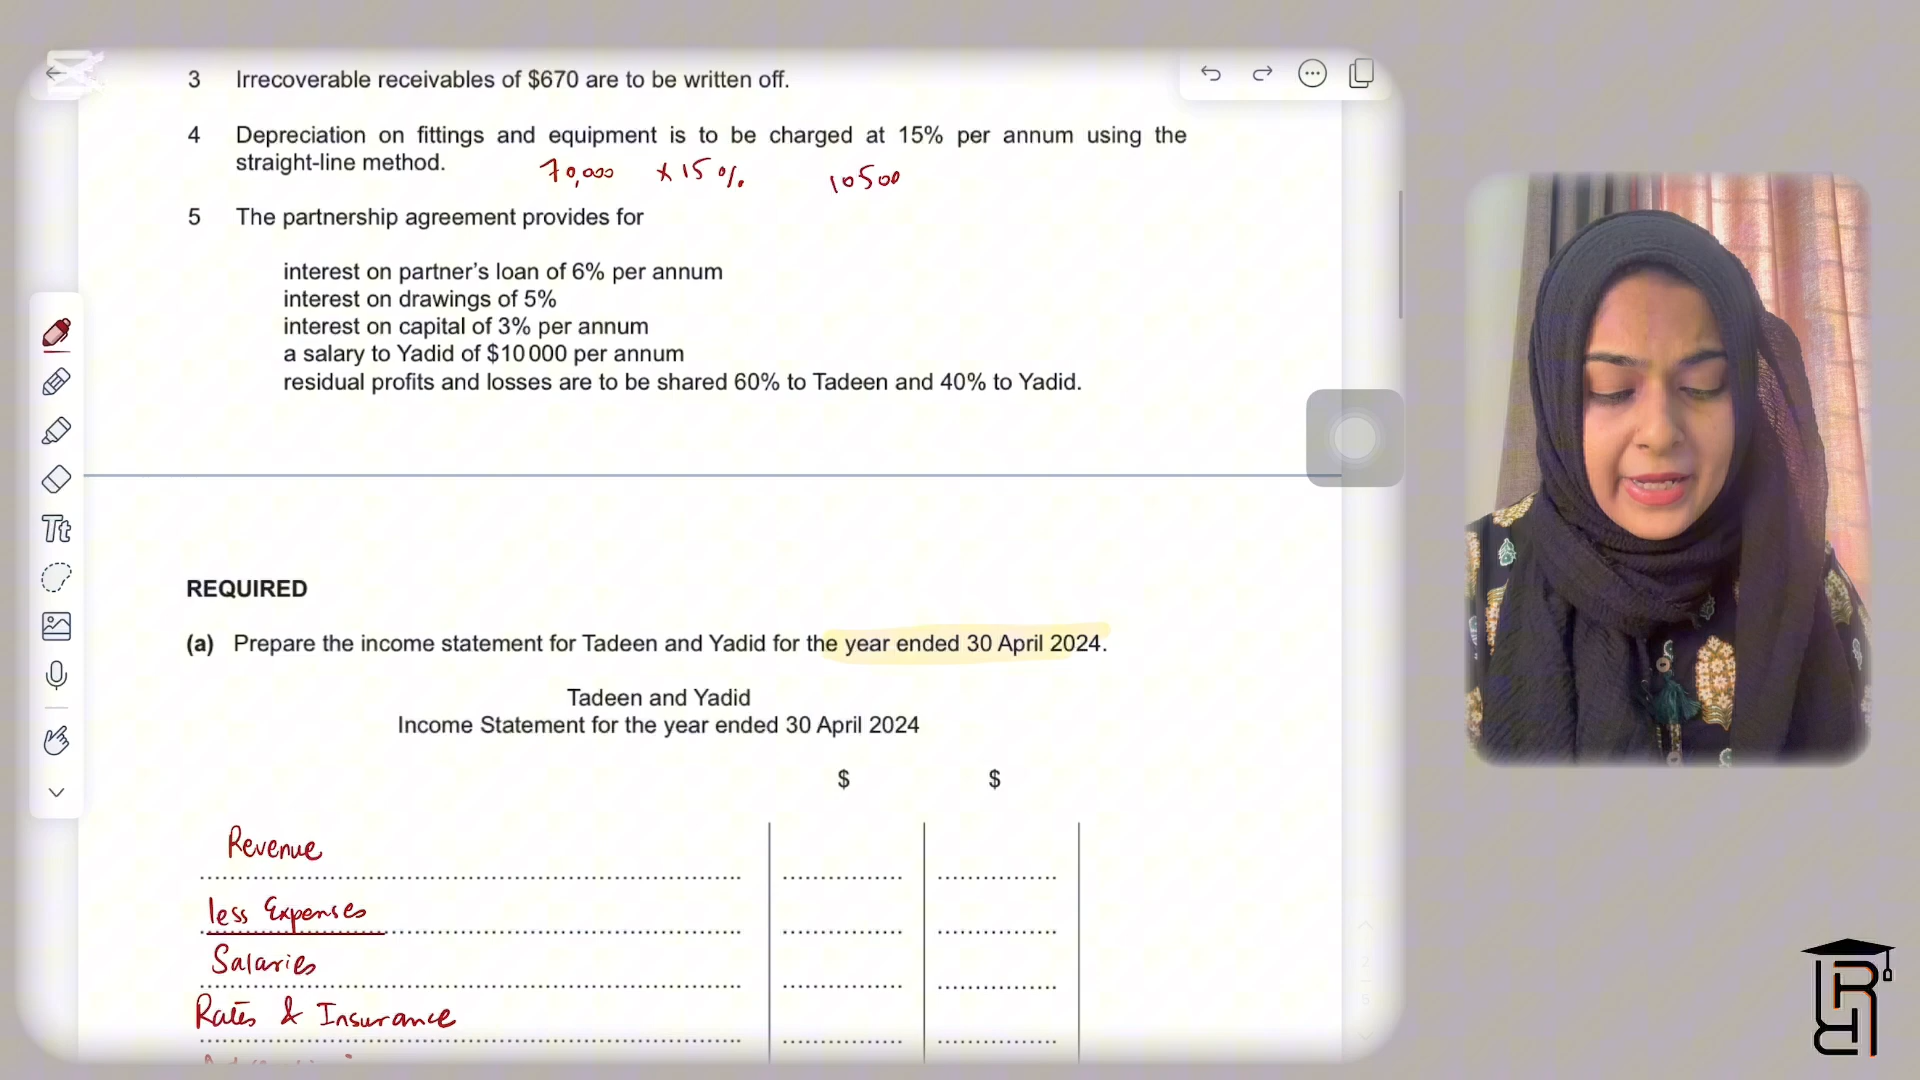 3 Irrecoverable receivables of $670 are to be written off.
4 Depreciation on fittings and equipment is to be charged at 15% per annum using the
straight-line method.
70,000 x 15% 10500
5 The partnership agreement provides for
interest on partner's loan of 6% per annum
interest on drawings of 5%
interest on capital of 3% per annum
a salary to Yadid of $10 000 per annum
residual profits and losses are to be shared 60% to Tadeen and 40% to Yadid.
Tt
REQUIRED
(a) Prepare the income statement for Tadeen and Yadid for the year ended 30 April 2024.
Tadeen and Yadid
Income Statement for the year ended 30 April 2024
$ $
Revenue
less Expenses
Salaries
Rates & Insurance